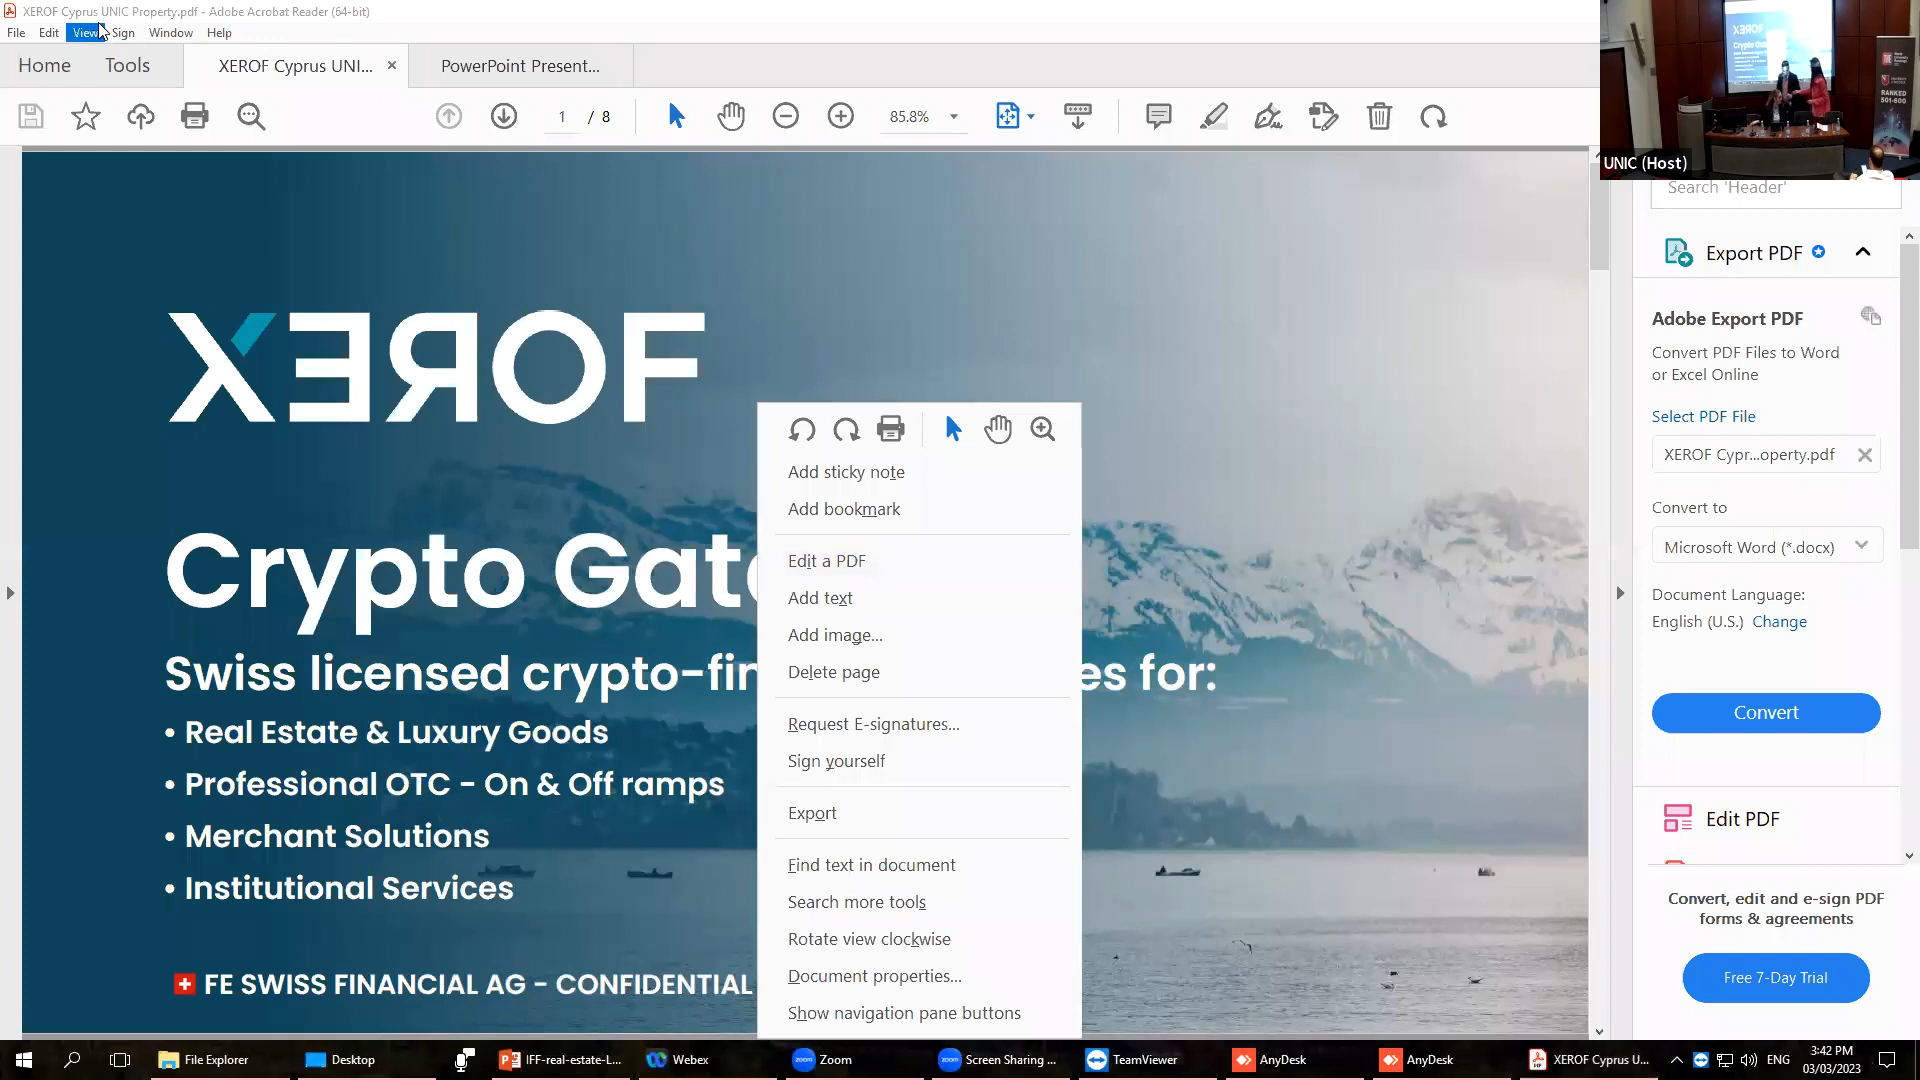 XEROF Cyprus UNIC Property.pdf - Adobe Acrobat Reader (64-bit)
File Edit View Sign Window Help
Home Tools XEROF Cyprus UNI... × PowerPoint Present...
1 / 8 85.8%
UNIC (Host)
RANKED
501-600
Search 'Header'
Export PDF
Adobe Export PDF
Convert PDF Files to Word
or Excel Online
Select PDF File
XEROF Cypr...operty.pdf
Convert to
Microsoft Word (*.docx)
Document Language:
English (U.S.) Change
Convert
Edit PDF
Convert, edit and e-sign PDF
forms & agreements
Free 7-Day Trial
XEROF
Crypto Gat
Swiss licensed crypto-fin es for:
• Real Estate & Luxury Goods
• Professional OTC - On & Off ramps
• Merchant Solutions
• Institutional Services
FE SWISS FINANCIAL AG - CONFIDENTIAL
Add sticky note
Add bookmark
Edit a PDF
Add text
Add image...
Delete page
Request E-signatures...
Sign yourself
Export
Find text in document
Search more tools
Rotate view clockwise
Document properties...
Show navigation pane buttons
File Explorer Desktop IFF-real-estate-L... Webex Zoom Screen Sharing ... TeamViewer AnyDesk AnyDesk XEROF Cyprus U... ENG 3:42 PM
03/03/2023